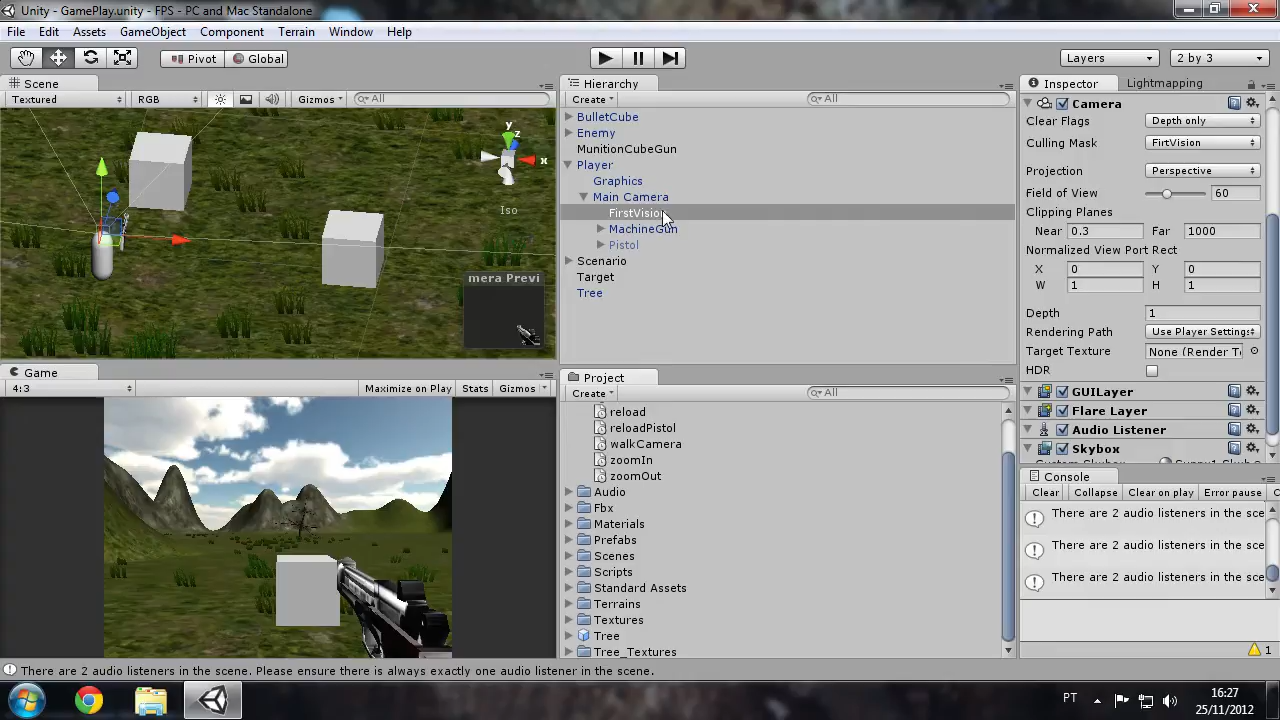 Unity - GamePlay.unity - FPS - PC and Mac Standalone
File Edit Assets GameObject Component Terrain Window Help
Pivot Global Layers 2 by 3
Scene
Textured RGB Gizmos All
y
z
x
Iso
mera Previ
Hierarchy
Create All
BulletCube
Enemy
MunitionCubeGun
Player
Graphics
Main Camera
FirstVision
MachineGun
Pistol
Scenario
Target
Tree
Game
4:3 Maximize on Play Stats Gizmos
Project
Create All
reload
reloadPistol
walkCamera
zoomIn
zoomOut
Audio
Fbx
Materials
Prefabs
Scenes
Scripts
Standard Assets
Terrains
Textures
Tree
Tree_Textures
Inspector Lightmapping
Camera
Clear Flags Depth only
Culling Mask FirtVision
Projection Perspective
Field of View 60
Clipping Planes
Near 0.3 Far 1000
Normalized View Port Rect
X 0 Y 0
W 1 H 1
Depth 1
Rendering Path Use Player Settings
Target Texture None (Render T
HDR
GUILayer
Flare Layer
Audio Listener
Skybox
Console
Clear Collapse Clear on play Error pause C
There are 2 audio listeners in the sce
There are 2 audio listeners in the sce
There are 2 audio listeners in the sce
1
There are 2 audio listeners in the scene. Please ensure there is always exactly one audio listener in the scene.
PT 16:27
25/11/2012